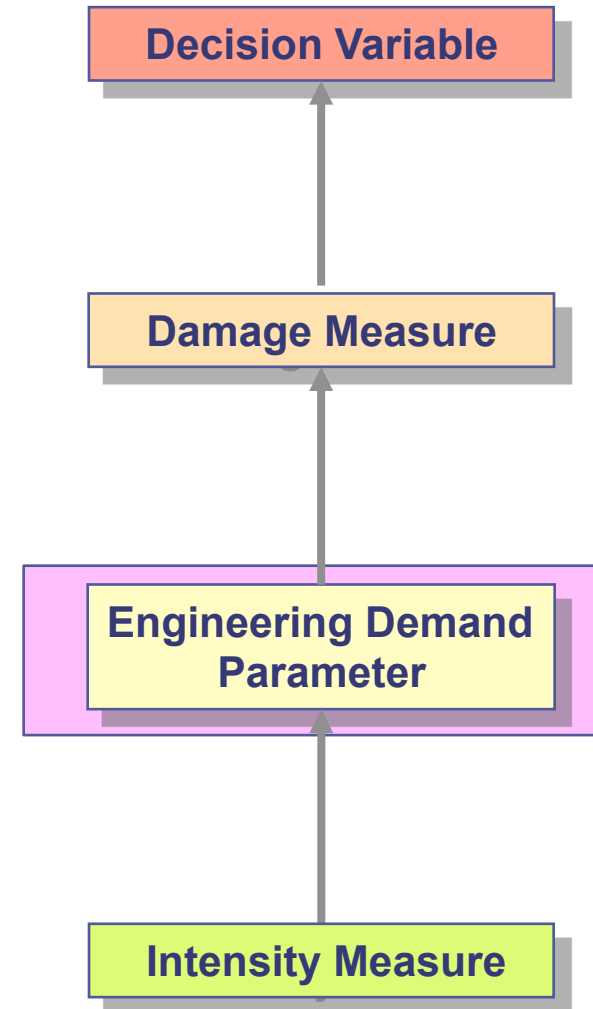 Decision Variable
Damage Measure
Engineering Demand
Parameter
Intensity Measure